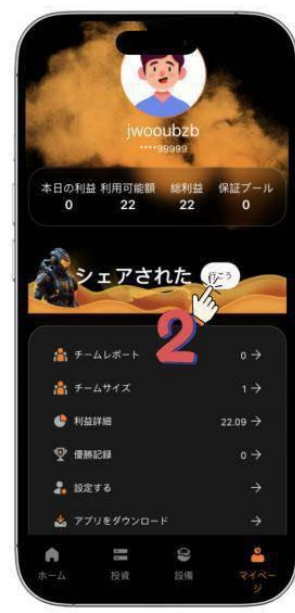 jwooubzb
****99999
本日の利益 利用可能額 総利益 保証プール
0 22 22 0
シェアされた 行こう
2
チームレポート 0 →
チームサイズ 1 →
利益詳細 22.09 →
優勝記録 0 →
設定する →
アプリをダウンロード →
ホーム 投資 設備 マイペー
ジ